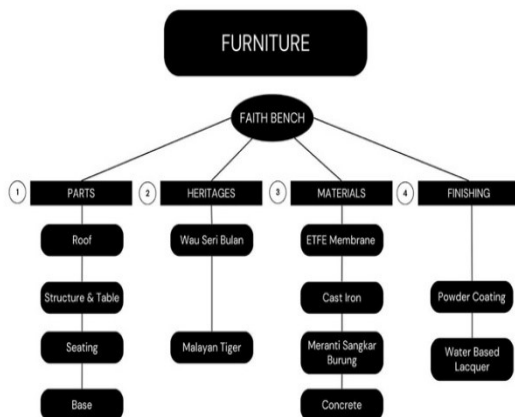 FURNITURE
FAITH BENCH
1 PARTS
2 HERITAGES
3 MATERIALS
4 FINISHING
Roof
Wau Seri Bulan
ETFE Membrane
Structure & Table
Cast Iron
Powder Coating
Seating
Malayan Tiger
Meranti Sangkar
Burung
Water Based
Lacquer
Base
Concrete